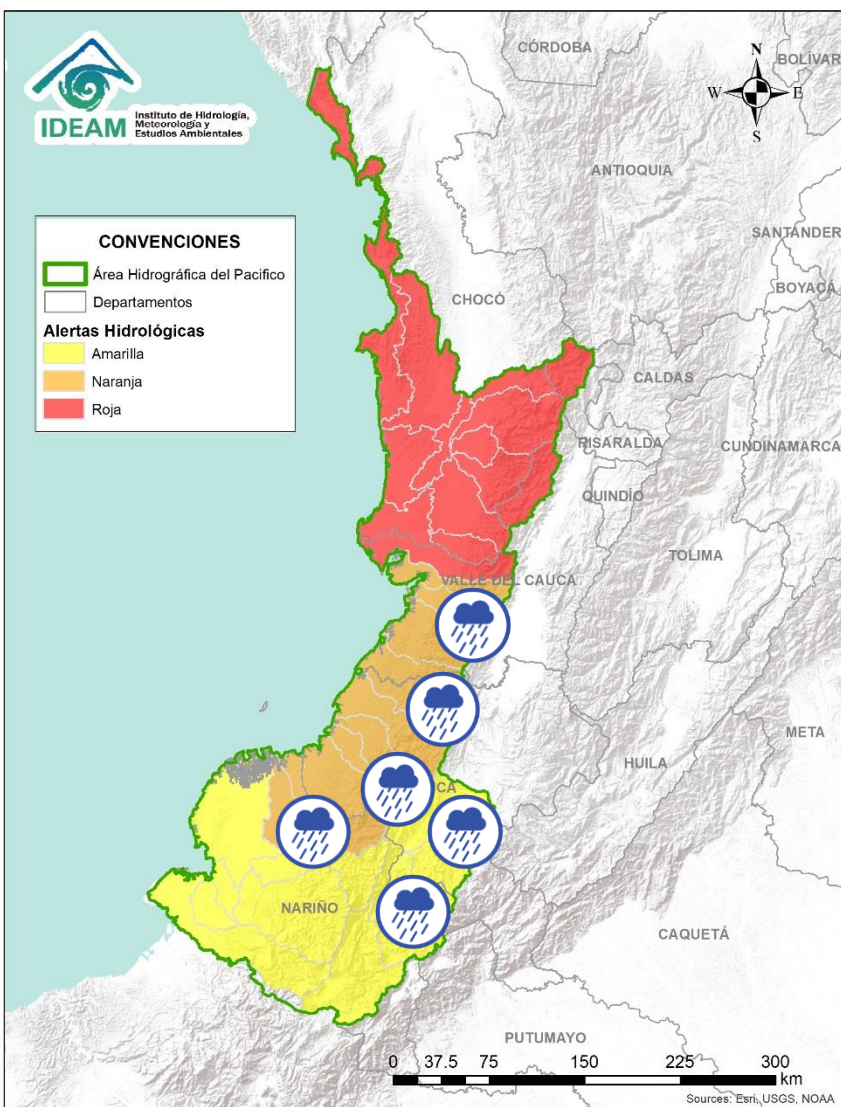 IDEAM
Instituto de Hidrología,
Meteorología y
Estudios Ambientales
CÓRDOBA
BOLÍVAR
N
W
E
S
ANTIOQUIA
SANTANDER
BOYACÁ
CONVENCIONES
Área Hidrográfica del Pacifico
Departamentos
Alertas Hidrológicas
Amarilla
Naranja
Roja
CHOCÓ
CALDAS
RISARALDA
CUNDINAMARCA
QUINDÍO
TOLIMA
VALLE DEL CAUCA
META
HUILA
CA
NARIÑO
CAQUETÁ
PUTUMAYO
0 37.5 75 150 225 300
km
Sources: Esri, USGS, NOAA